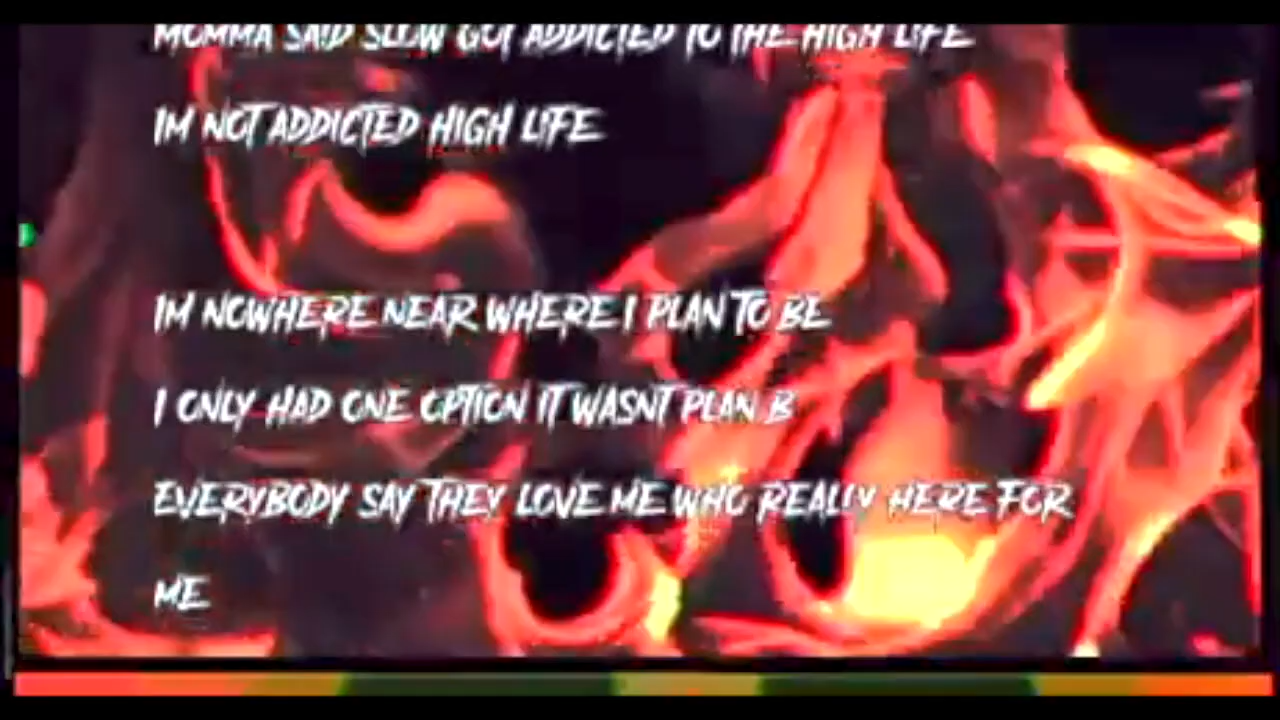 MOMMA SAID SLOW GOT ADDICTED TO THE HIGH LIFE
IM NOT ADDICTED HIGH LIFE
IM NOWHERE NEAR WHERE I PLAN TO BE
I ONLY HAD ONE OPTION IT WASNT PLAN B
EVERYBODY SAY THEY LOVE ME WHO REALLY HERE FOR
ME